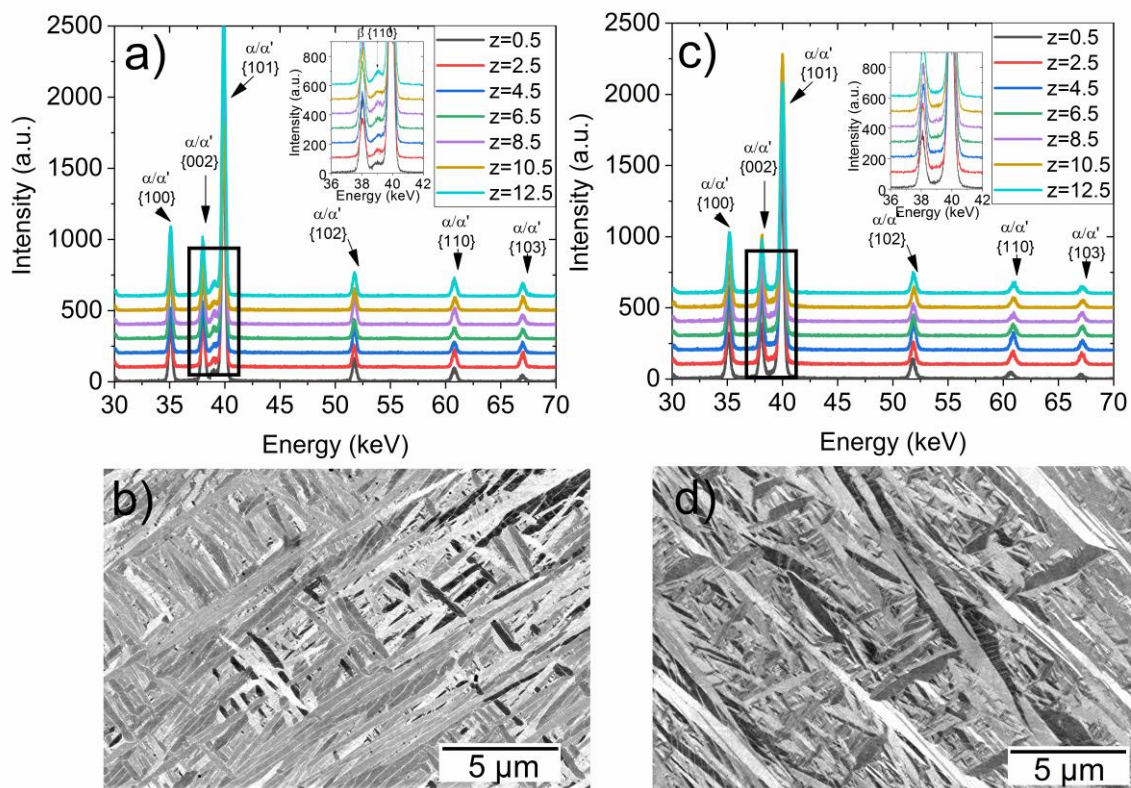 a)
Intensity (a.u.)
2500
2000
1500
1000
500
0
30 35 40 45 50 55 60 65 70
Energy (keV)
α/α'
{101}
α/α'
{002}
α/α'
{100}
α/α'
{102}
α/α'
{110}
α/α'
{103}
β {110}
Intensity (a.u.)
800
600
400
200
0
36 38 40 42
Energy (keV)
z=0.5
z=2.5
z=4.5
z=6.5
z=8.5
z=10.5
z=12.5
c)
Intensity (a.u.)
2500
2000
1500
1000
500
0
30 35 40 45 50 55 60 65 70
Energy (keV)
α/α'
{101}
α/α'
{002}
α/α'
{100}
α/α'
{102}
α/α'
{110}
α/α'
{103}
Intensity (a.u.)
800
600
400
200
0
36 38 40 42
Energy (keV)
z=0.5
z=2.5
z=4.5
z=6.5
z=8.5
z=10.5
z=12.5
b)
5 µm
d)
5 µm